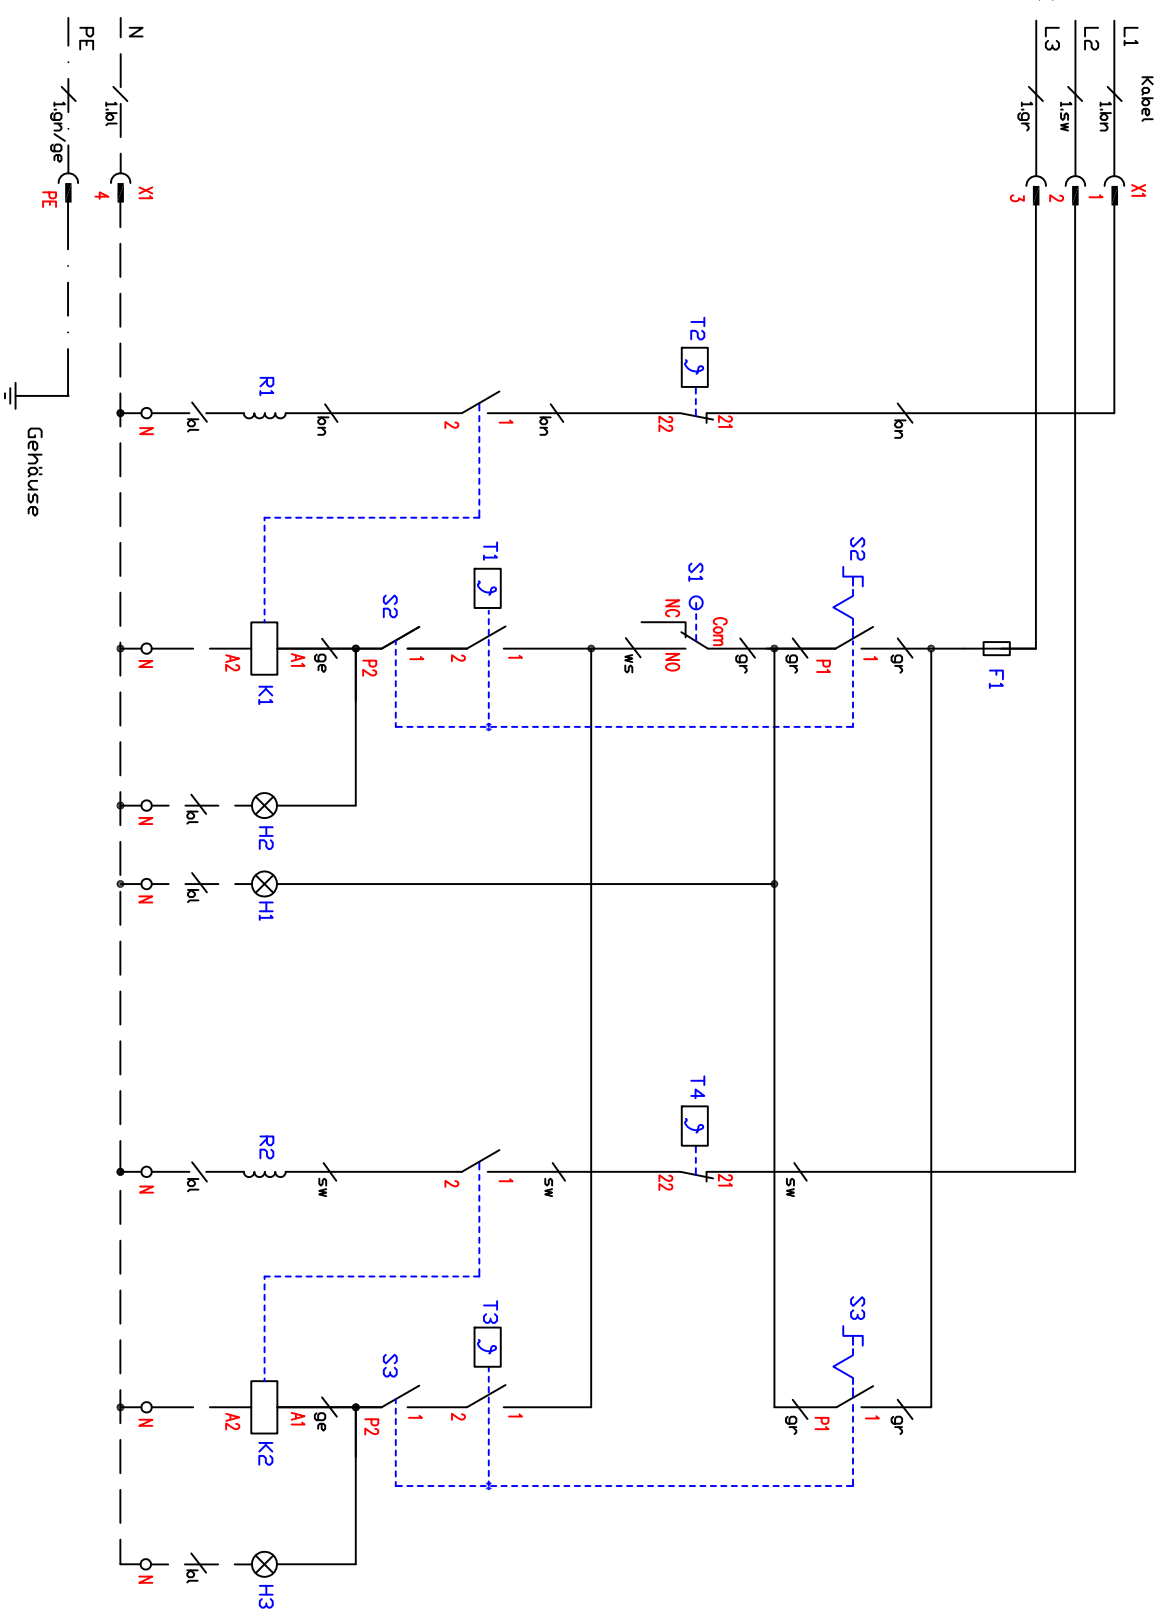 Kabel
L1
1.bn
X1
1
L2
1.sw
2
L3
1.gr
3
N
1.bl
X1
4
PE
1.gn/ge
PE
Gehäuse
bn
T2
21
22
bn
1
2
bn
R1
bl
N
F1
gr
S2
1
P1
gr
gr
S1
Com
NC
NO
ws
T1
1
2
S2
1
P2
ge
A1
K1
A2
N
H2
bl
N
H1
bl
N
sw
T4
21
22
sw
1
2
sw
R2
bl
N
gr
S3
1
P1
gr
T3
1
2
S3
1
P2
ge
A1
K2
A2
N
H3
bl
N